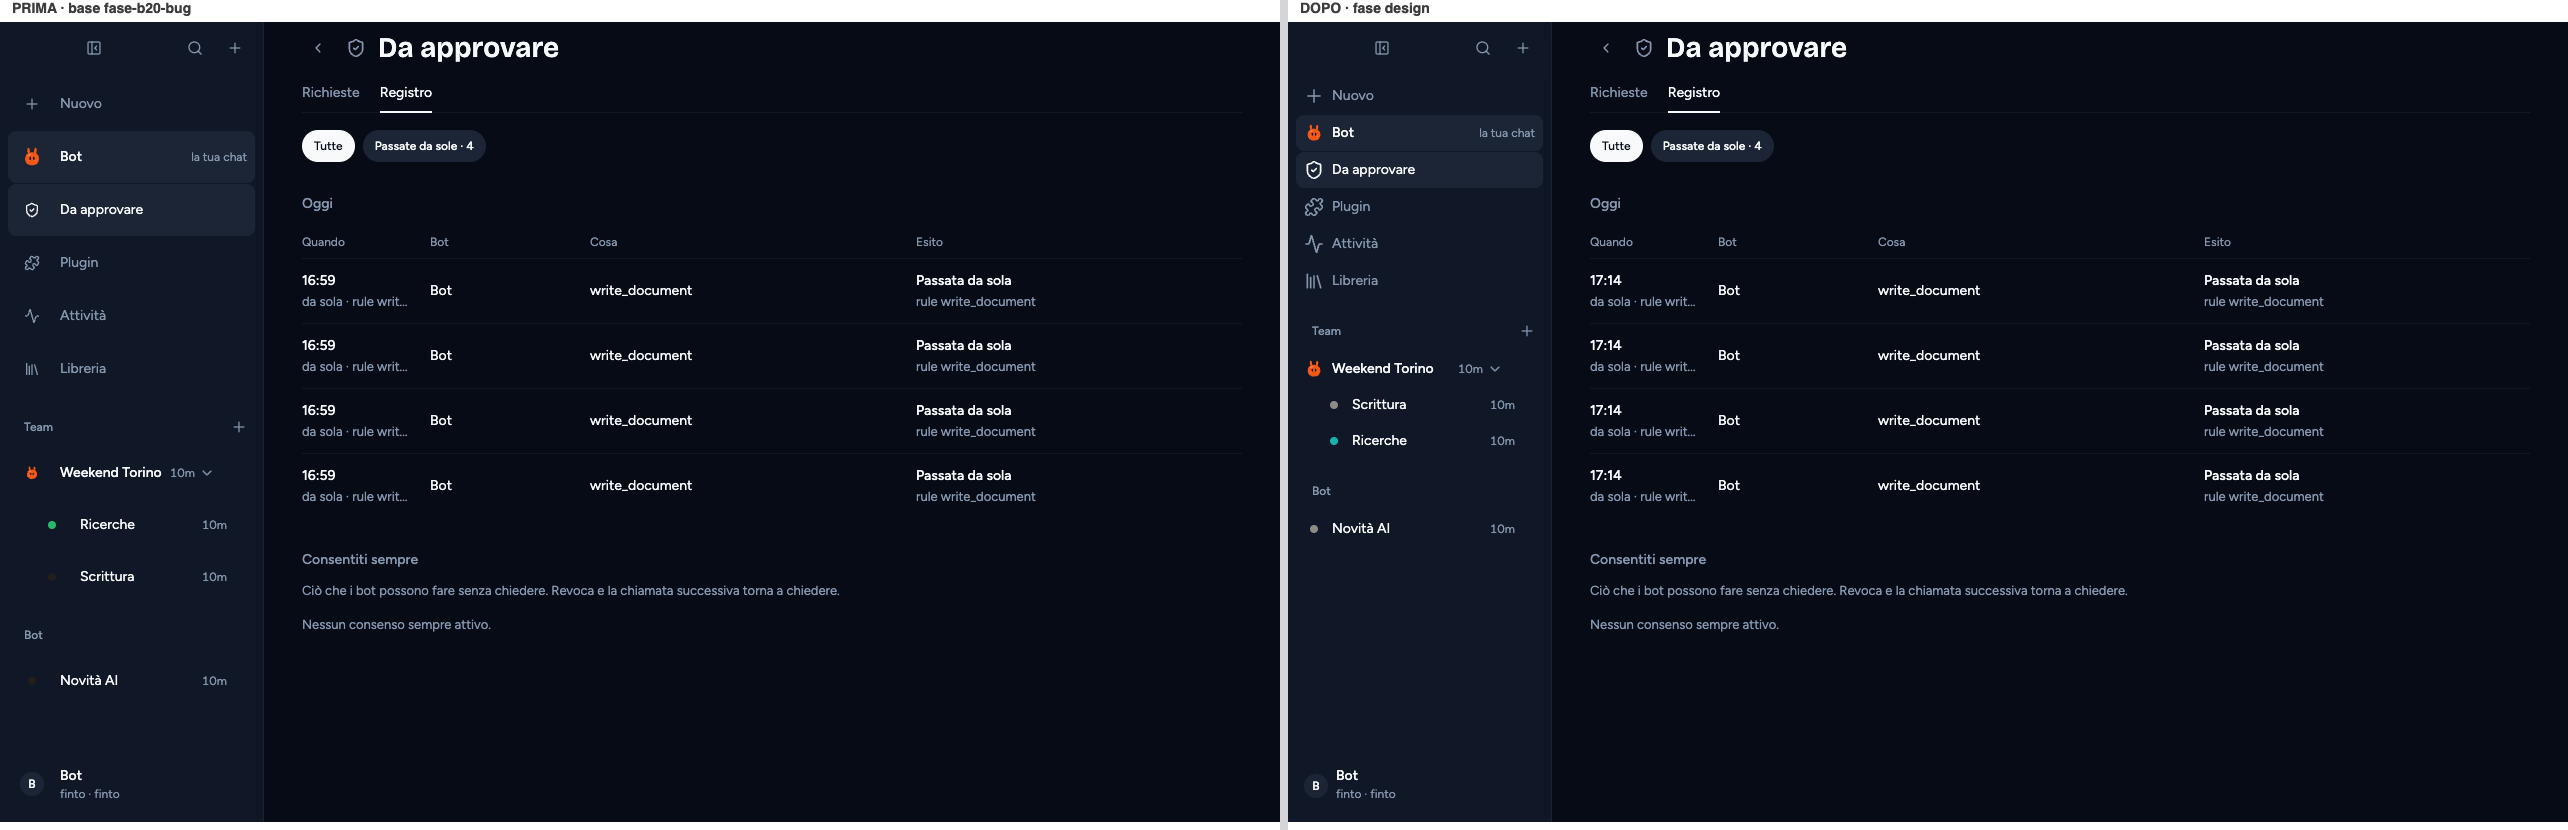 PRIMA · base fase-b20-bug
Da approvare
Richieste Registro
Nuovo
Tutte Passate da sole · 4
Bot la tua chat
Da approvare
Plugin
Attività
Libreria
Team
Weekend Torino 10m
Ricerche 10m
Scrittura 10m
Bot
Novità AI 10m
B
Bot
finto · finto
Oggi
Quando Bot Cosa Esito
16:59
da sola · rule writ...
Bot write_document
Passata da sola
rule write_document
16:59
da sola · rule writ...
Bot write_document
Passata da sola
rule write_document
16:59
da sola · rule writ...
Bot write_document
Passata da sola
rule write_document
16:59
da sola · rule writ...
Bot write_document
Passata da sola
rule write_document
Consentiti sempre
Ciò che i bot possono fare senza chiedere. Revoca e la chiamata successiva torna a chiedere.
Nessun consenso sempre attivo.
DOPO · fase design
Da approvare
Richieste Registro
Nuovo
Tutte Passate da sole · 4
Bot la tua chat
Da approvare
Plugin
Attività
Libreria
Team
Weekend Torino 10m
Scrittura 10m
Ricerche 10m
Bot
Novità AI 10m
B
Bot
finto · finto
Oggi
Quando Bot Cosa Esito
17:14
da sola · rule writ...
Bot write_document
Passata da sola
rule write_document
17:14
da sola · rule writ...
Bot write_document
Passata da sola
rule write_document
17:14
da sola · rule writ...
Bot write_document
Passata da sola
rule write_document
17:14
da sola · rule writ...
Bot write_document
Passata da sola
rule write_document
Consentiti sempre
Ciò che i bot possono fare senza chiedere. Revoca e la chiamata successiva torna a chiedere.
Nessun consenso sempre attivo.